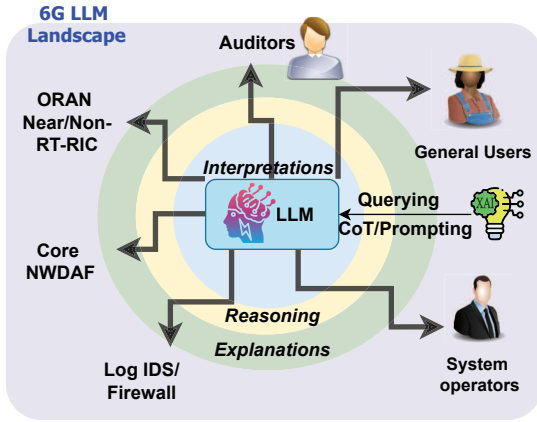 6G LLM
Landscape
Auditors
ORAN
Near/Non-
RT-RIC
General Users
Interpretations
LLM
Querying
XAI
CoT/Prompting
Core
NWDAF
Reasoning
Explanations
Log IDS/
Firewall
System
operators